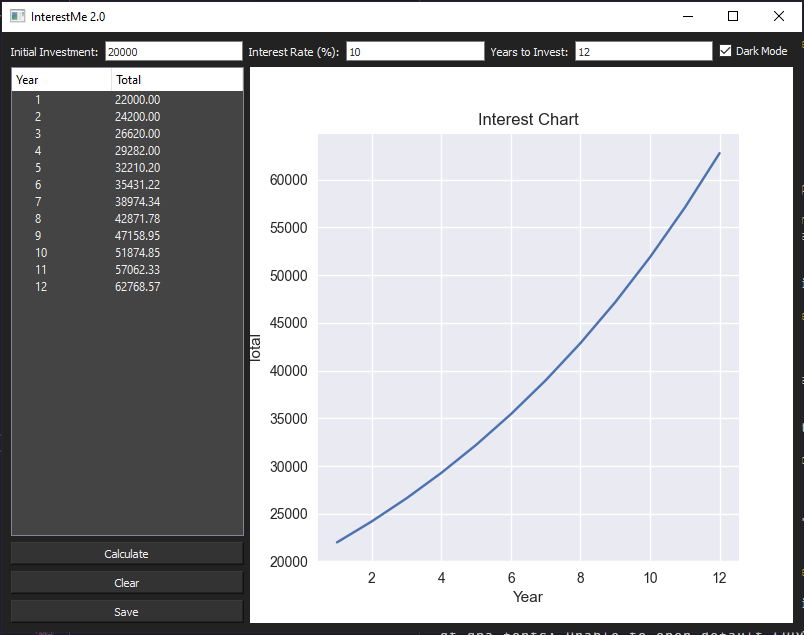 InterestMe 2.0
Initial Investment: 20000 Interest Rate (%): 10 Years to Invest: 12 Dark Mode
Year Total
1 22000.00
2 24200.00
3 26620.00
4 29282.00
5 32210.20
6 35431.22
7 38974.34
8 42871.78
9 47158.95
10 51874.85
11 57062.33
12 62768.57
Calculate
Clear
Save
Interest Chart
Total
60000
55000
50000
45000
40000
35000
30000
25000
20000
2 4 6 8 10 12
Year